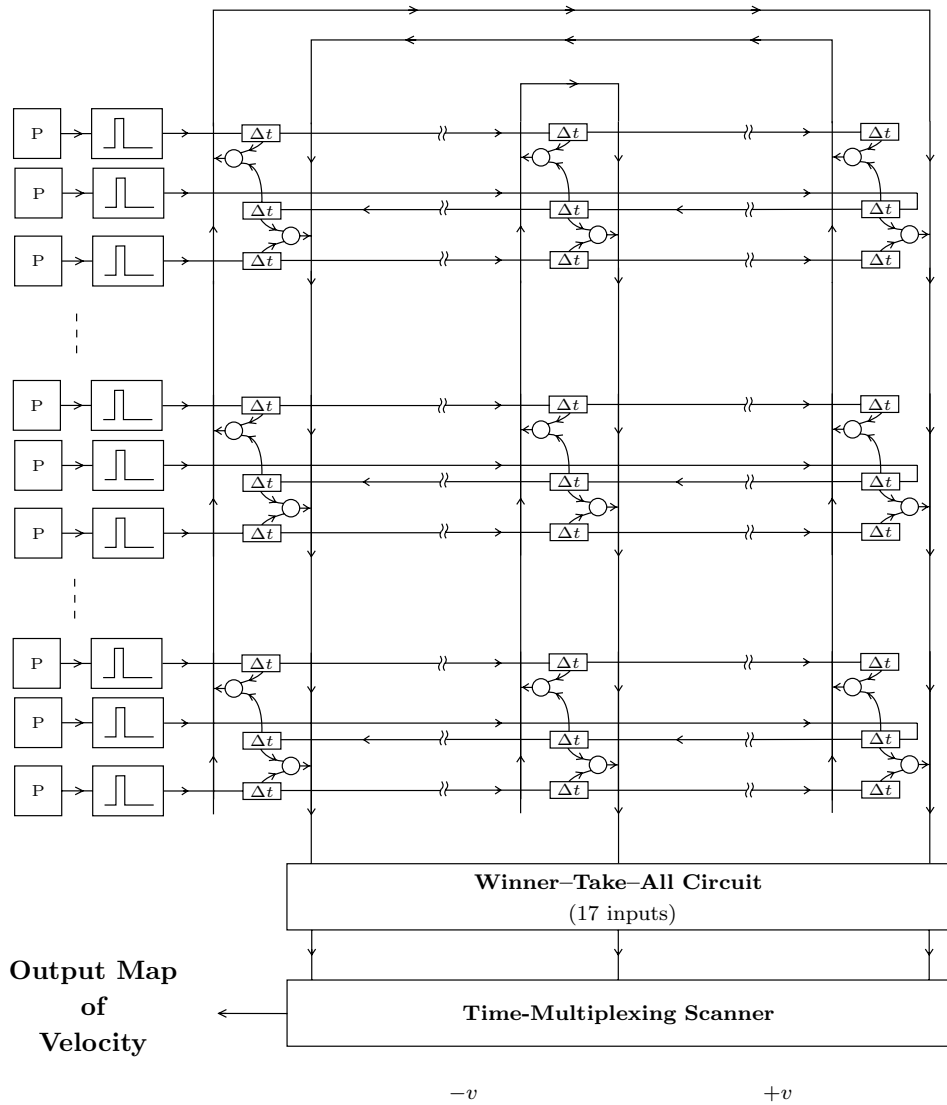 P Δt Δt Δt
P
Δt Δt Δt
P Δt Δt Δt
P Δt Δt Δt
P
Δt Δt Δt
P Δt Δt Δt
P Δt Δt Δt
P
Δt Δt Δt
P Δt Δt Δt
Winner–Take–All Circuit
(17 inputs)
Output Map
of
Velocity
Time-Multiplexing Scanner
−v +v